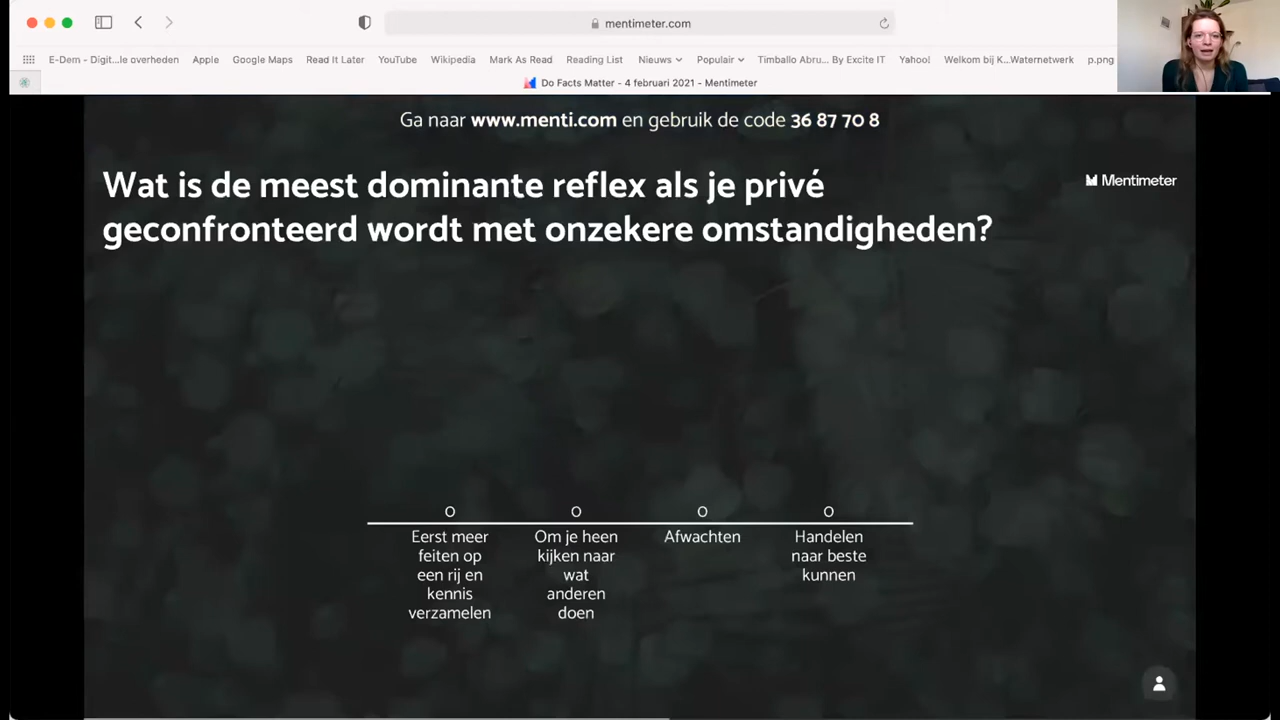 mentimeter.com
E-Dem - Digit...le overheden Apple Google Maps Read It Later YouTube Wikipedia Mark As Read Reading List Nieuws Populair Timballo Abru... By Excite IT Yahoo! Welkom bij K...Waternetwerk p.png
Do Facts Matter - 4 februari 2021 - Mentimeter
Ga naar www.menti.com en gebruik de code 36 87 70 8
Wat is de meest dominante reflex als je privé
geconfronteerd wordt met onzekere omstandigheden?
Mentimeter
0 0 0 0
Eerst meer
feiten op
een rij en
kennis
verzamelen
Om je heen
kijken naar
wat
anderen
doen
Afwachten
Handelen
naar beste
kunnen